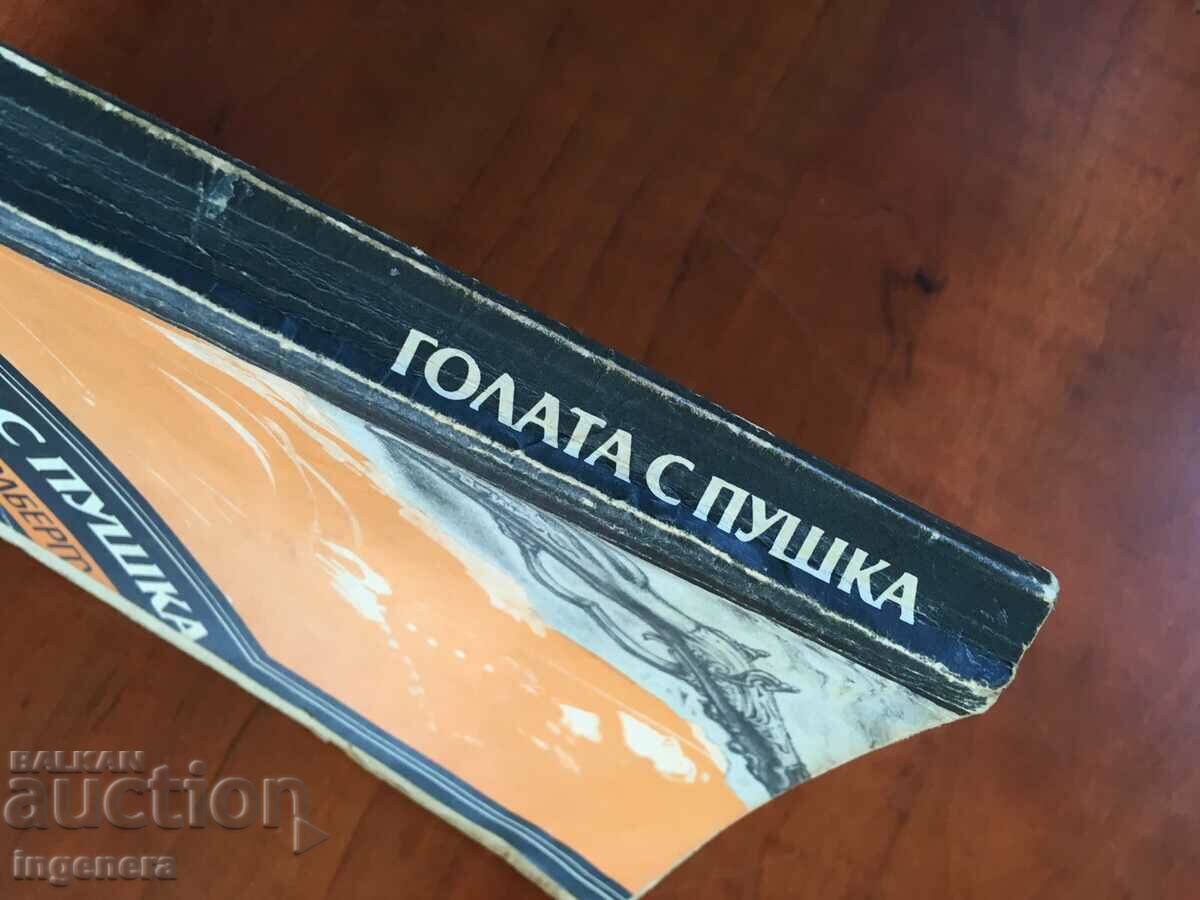 ГОЛАТА С ПУШКА
С ПУШКА
BALKAN
auction
ingenera